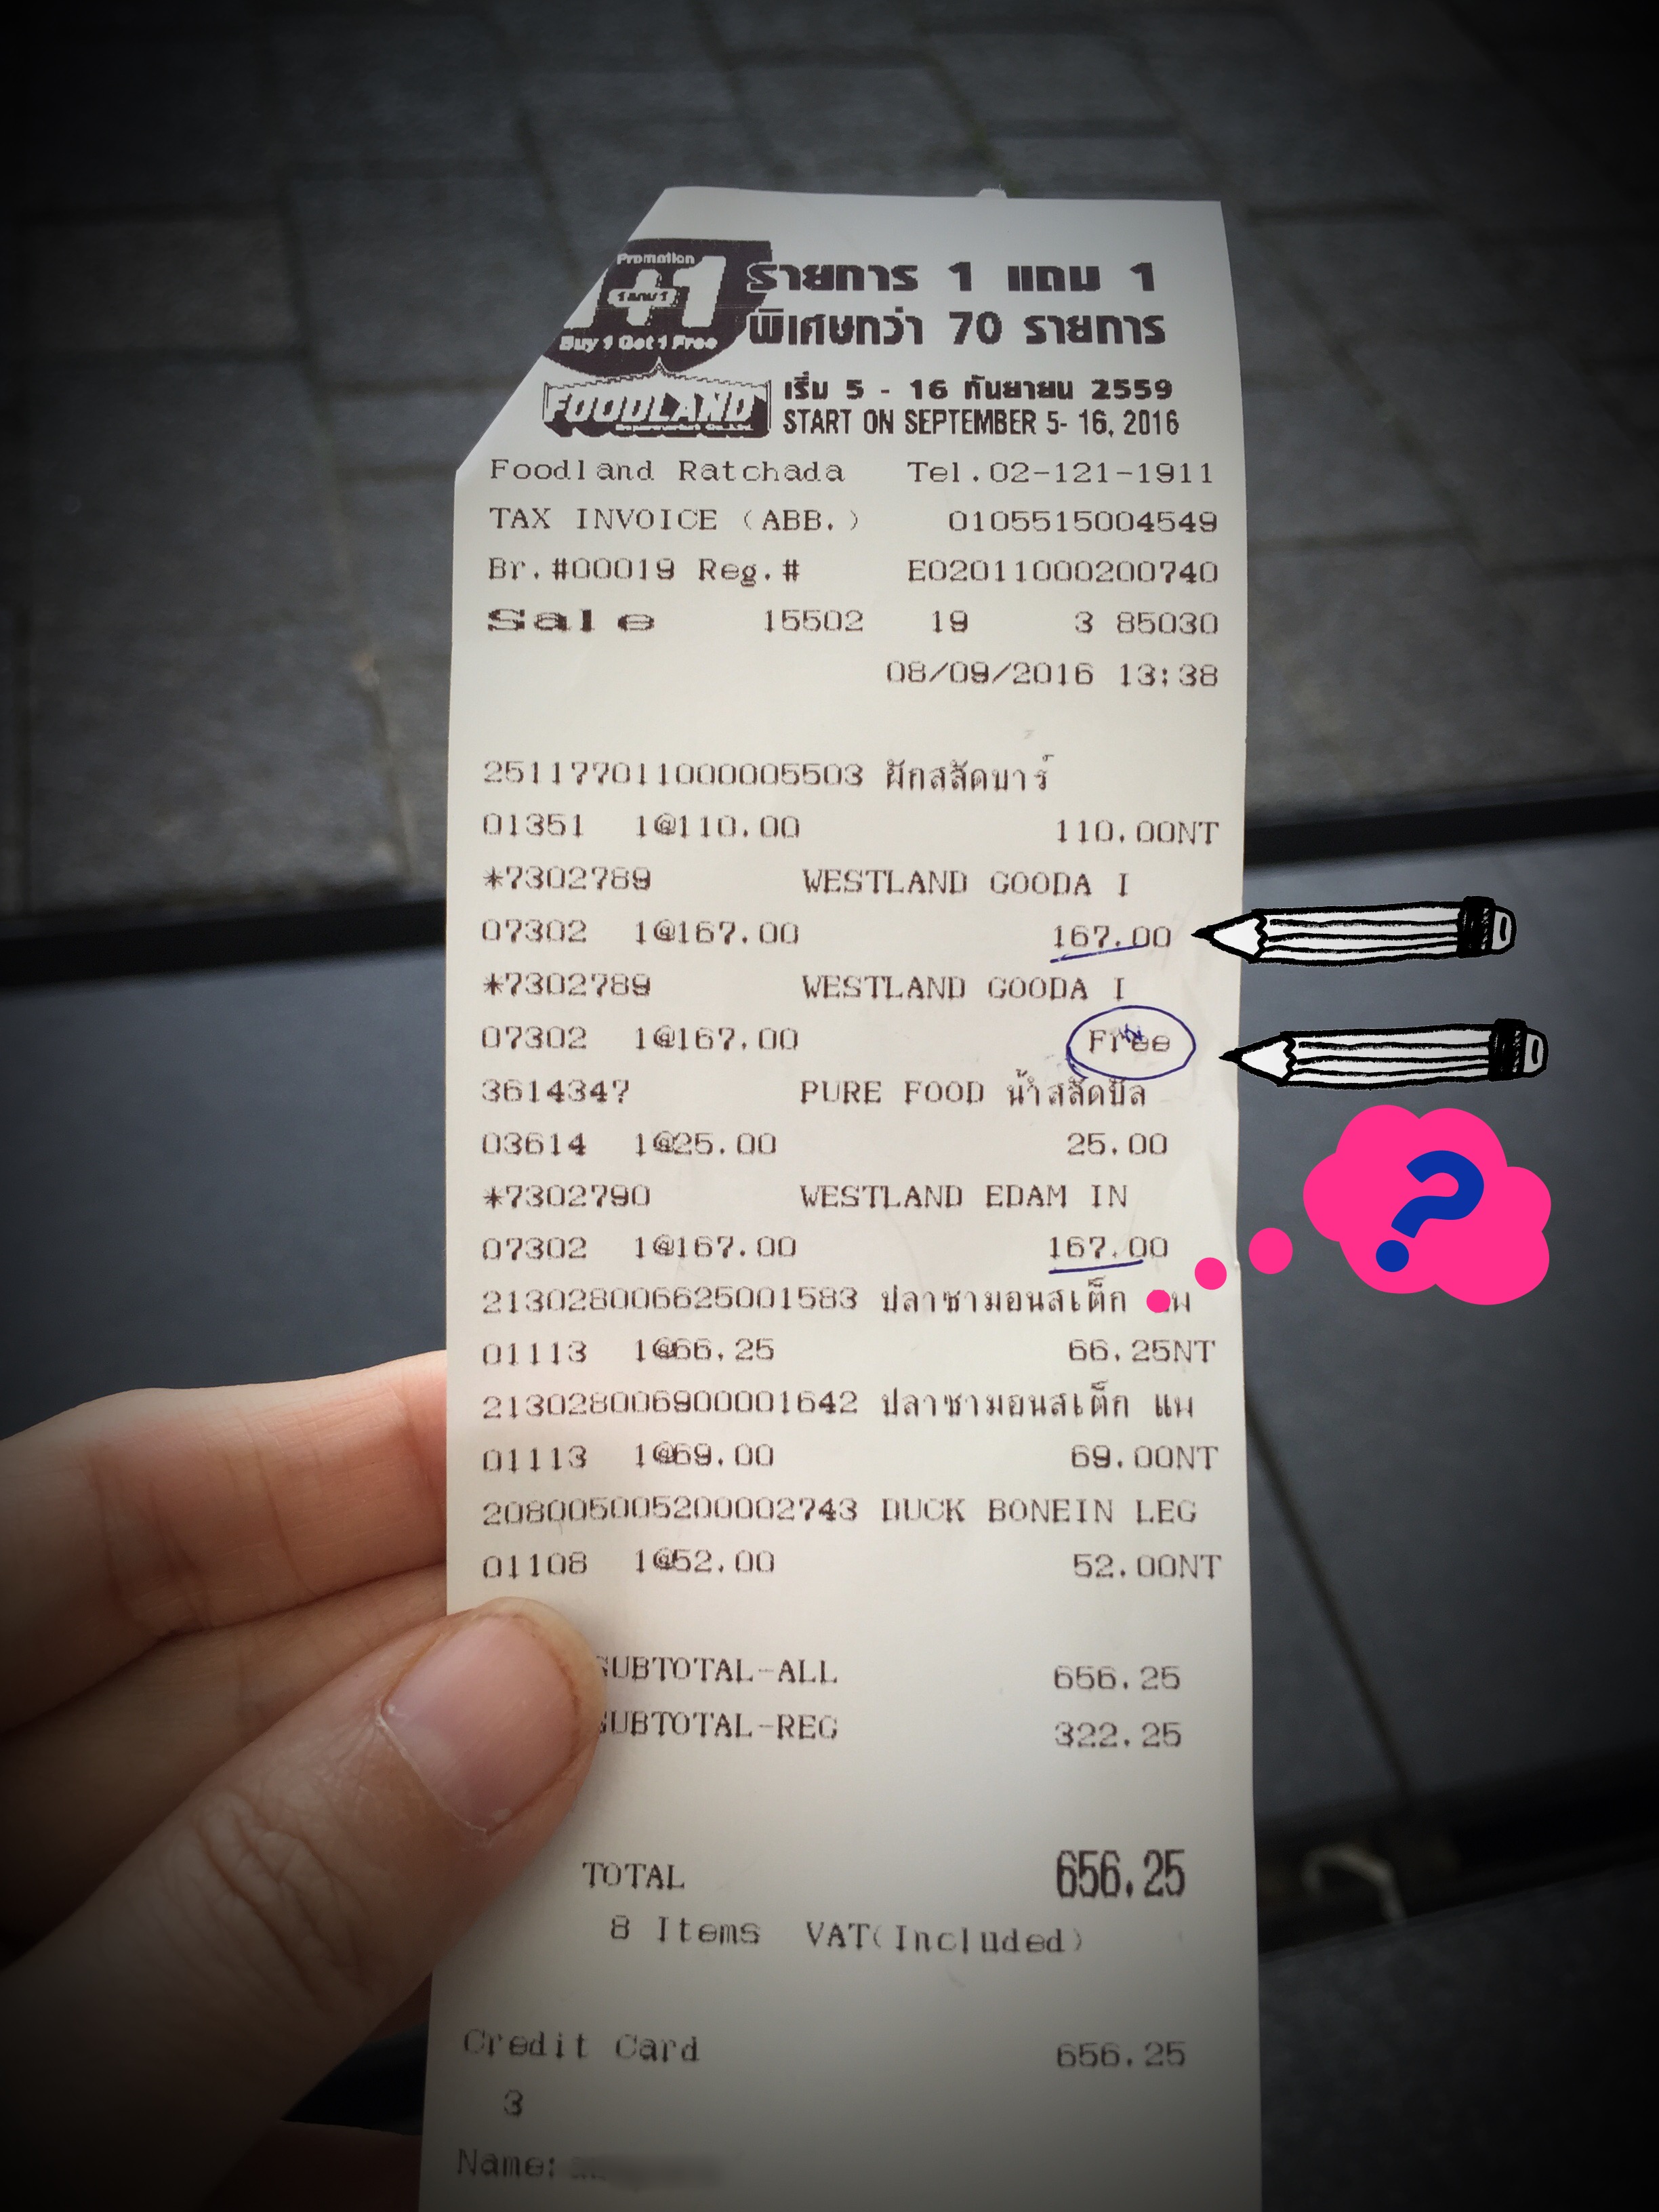 Promotion
1+1
1 แถม 1
Buy 1 Get 1 Free
รายการ 1 แถม 1
พิเศษกว่า 70 รายการ
FOODLAND
Supermarket Co.,Ltd.
เริ่ม 5 - 16 กันยายน 2559
START ON SEPTEMBER 5- 16, 2016
Foodland Ratchada Tel.02-121-1911
TAX INVOICE (ABB.) 0105515004549
Br.#00019 Reg.# E02011000200740
Sale 15502 19 3 85030
08/09/2016 13:38
251177011000005503 ผักสลัดบาร์
01351 1@110.00 110.00NT
*7302789 WESTLAND GOODA I
07302 1@167.00 167.00
*7302789 WESTLAND GOODA I
07302 1@167.00 Free
3614347 PURE FOOD น้ำสลัดบัล
03614 1@25.00 25.00
*7302790 WESTLAND EDAM IN
07302 1@167.00 167.00
?
213028006625001583 ปลาซามอนสเต็ก
01113 1@66.25 66.25NT
213028006900001642 ปลาซามอนสเต็ก แพ
01113 1@69.00 69.00NT
208005005200002743 DUCK BONEIN LEG
01108 1@52.00 52.00NT
SUBTOTAL-ALL 656.25
SUBTOTAL-REG 322.25
TOTAL 656.25
8 Items VAT(Included)
Credit Card 656.25
3
Name: